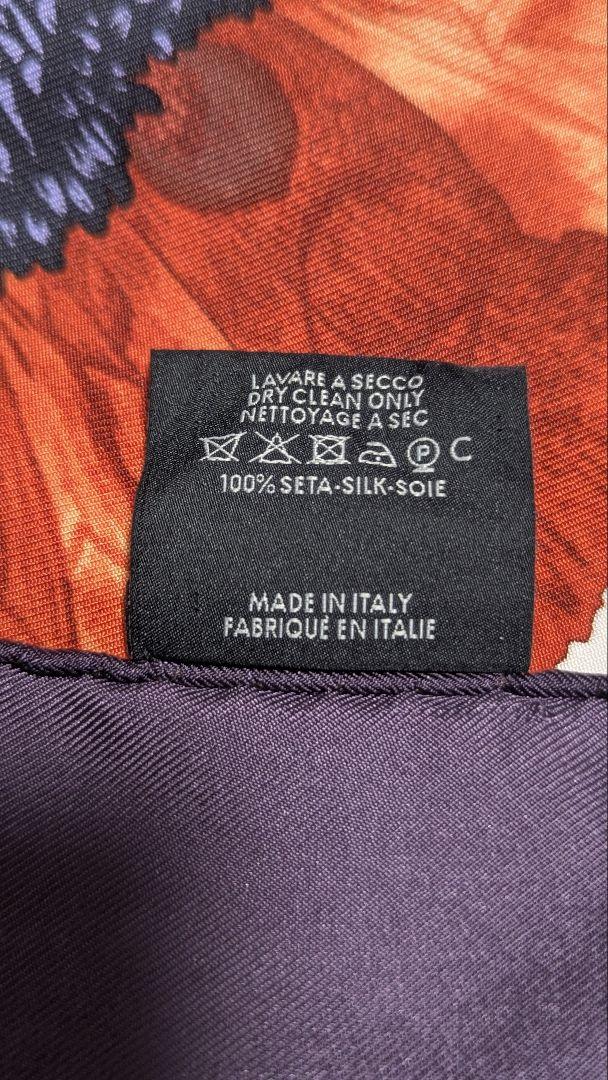 LAVARE A SECCO
DRY CLEAN ONLY
NETTOYAGE A SEC
P C
100% SETA-SILK-SOIE
MADE IN ITALY
FABRIQUÉ EN ITALIE